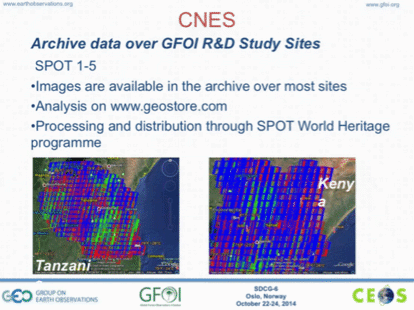 www.earthobservations.org
www.gfoi.org
CNES
Archive data over GFOI R&D Study Sites
SPOT 1-5
•Images are available in the archive over most sites
•Analysis on www.geostore.com
•Processing and distribution through SPOT World Heritage
programme
Keny
a
Tanzani
GEO GROUP ON
EARTH OBSERVATIONS
GFOI
SDCG-6
Oslo, Norway
October 22-24, 2014
CEOS